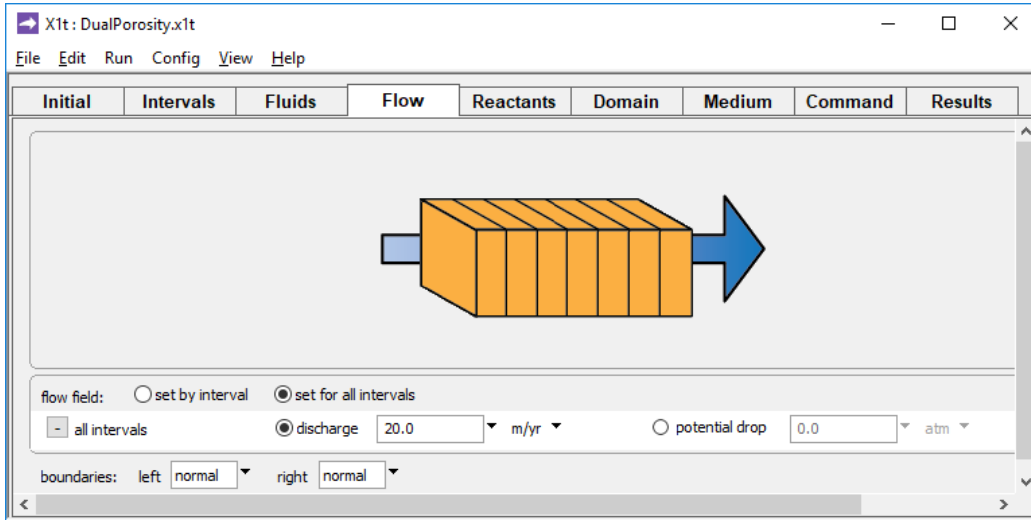 X1t : DualPorosity.x1t
File Edit Run Config View Help
Initial Intervals Fluids Flow Reactants Domain Medium Command Results
flow field: set by interval set for all intervals
- all intervals discharge 20.0 m/yr potential drop 0.0 atm
boundaries: left normal right normal